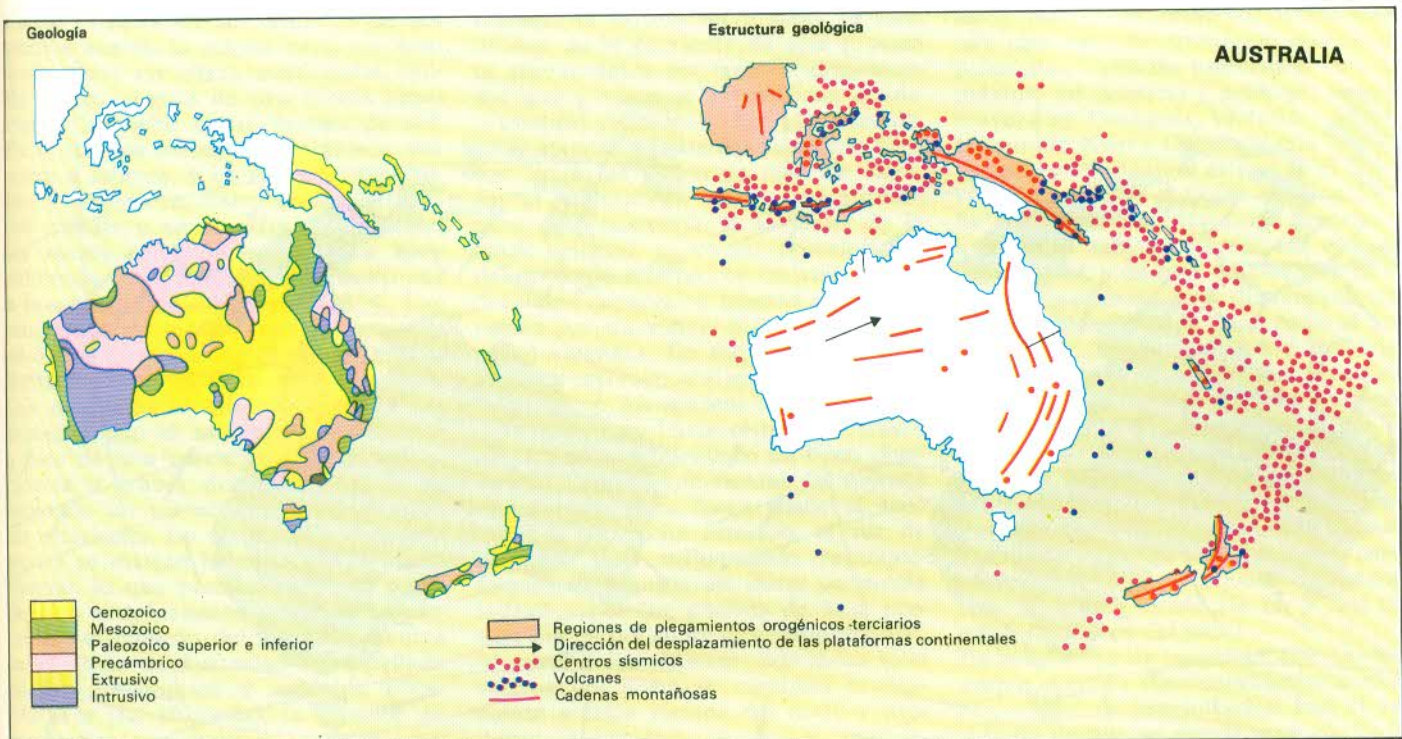 Geología
Estructura geológica
AUSTRALIA
Cenozoico
Mesozoico
Paleozoico superior e inferior
Precámbrico
Extrusivo
Intrusivo
Regiones de plegamientos orogénicos-terciarios
Dirección del desplazamiento de las plataformas continentales
Centros sísmicos
Volcanes
Cadenas montañosas